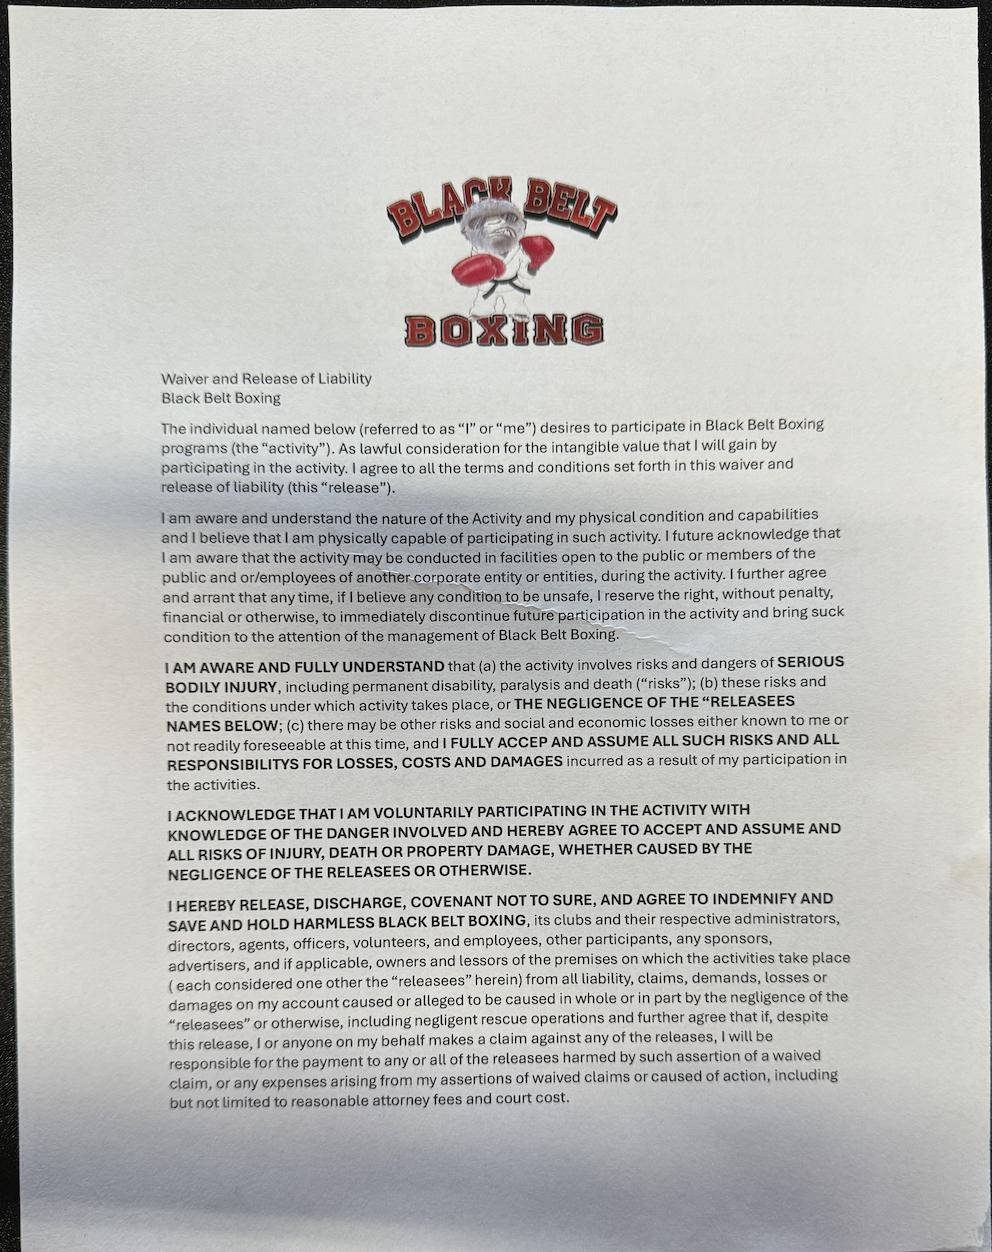 BLACK BELT
BOXING
Waiver and Release of Liability
Black Belt Boxing
The individual named below (referred to as “I” or “me”) desires to participate in Black Belt Boxing
programs (the “activity”). As lawful consideration for the intangible value that I will gain by
participating in the activity. I agree to all the terms and conditions set forth in this waiver and
release of liability (this “release”).
I am aware and understand the nature of the Activity and my physical condition and capabilities
and I believe that I am physically capable of participating in such activity. I future acknowledge that
I am aware that the activity may be conducted in facilities open to the public or members of the
public and or/employees of another corporate entity or entities, during the activity. I further agree
and arrant that any time, if I believe any condition to be unsafe, I reserve the right, without penalty,
financial or otherwise, to immediately discontinue future participation in the activity and bring suck
condition to the attention of the management of Black Belt Boxing.
I AM AWARE AND FULLY UNDERSTAND that (a) the activity involves risks and dangers of SERIOUS
BODILY INJURY, including permanent disability, paralysis and death (“risks”); (b) these risks and
the conditions under which activity takes place, or THE NEGLIGENCE OF THE “RELEASEES
NAMES BELOW; (c) there may be other risks and social and economic losses either known to me or
not readily foreseeable at this time, and I FULLY ACCEP AND ASSUME ALL SUCH RISKS AND ALL
RESPONSIBILITYS FOR LOSSES, COSTS AND DAMAGES incurred as a result of my participation in
the activities.
I ACKNOWLEDGE THAT I AM VOLUNTARILY PARTICIPATING IN THE ACTIVITY WITH
KNOWLEDGE OF THE DANGER INVOLVED AND HEREBY AGREE TO ACCEPT AND ASSUME AND
ALL RISKS OF INJURY, DEATH OR PROPERTY DAMAGE, WHETHER CAUSED BY THE
NEGLIGENCE OF THE RELEASEES OR OTHERWISE.
I HEREBY RELEASE, DISCHARGE, COVENANT NOT TO SURE, AND AGREE TO INDEMNIFY AND
SAVE AND HOLD HARMLESS BLACK BELT BOXING, its clubs and their respective administrators,
directors, agents, officers, volunteers, and employees, other participants, any sponsors,
advertisers, and if applicable, owners and lessors of the premises on which the activities take place
( each considered one other the “releasees” herein) from all liability, claims, demands, losses or
damages on my account caused or alleged to be caused in whole or in part by the negligence of the
“releasees” or otherwise, including negligent rescue operations and further agree that if, despite
this release, I or anyone on my behalf makes a claim against any of the releases, I will be
responsible for the payment to any or all of the releasees harmed by such assertion of a waived
claim, or any expenses arising from my assertions of waived claims or caused of action, including
but not limited to reasonable attorney fees and court cost.